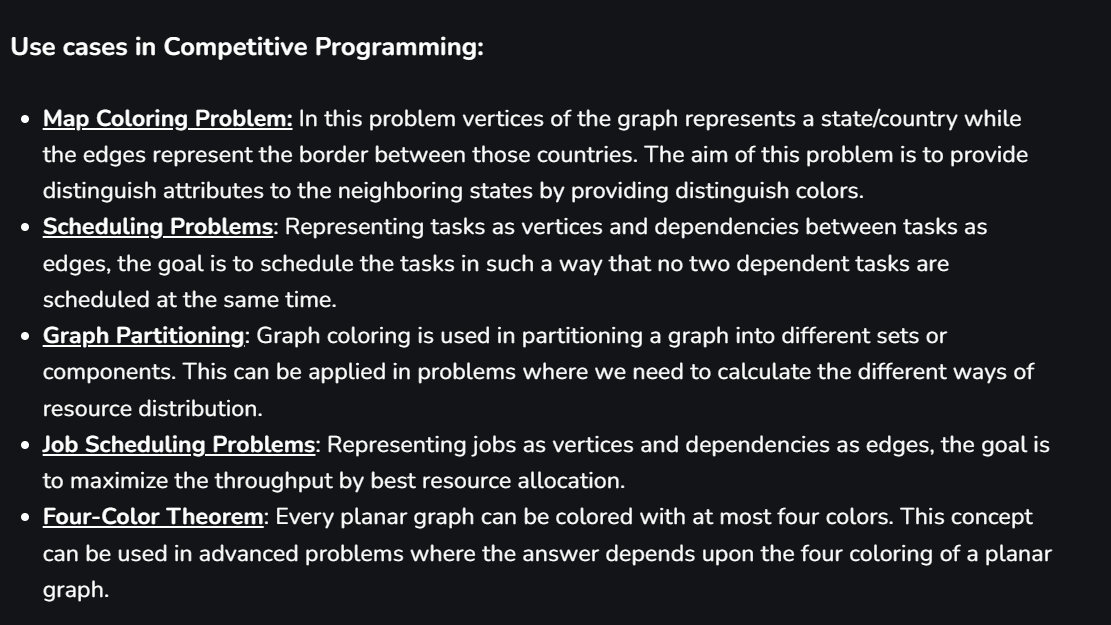 Use cases in Competitive Programming:
• Map Coloring Problem: In this problem vertices of the graph represents a state/country while
the edges represent the border between those countries. The aim of this problem is to provide
distinguish attributes to the neighboring states by providing distinguish colors.
• Scheduling Problems: Representing tasks as vertices and dependencies between tasks as
edges, the goal is to schedule the tasks in such a way that no two dependent tasks are
scheduled at the same time.
• Graph Partitioning: Graph coloring is used in partitioning a graph into different sets or
components. This can be applied in problems where we need to calculate the different ways of
resource distribution.
• Job Scheduling Problems: Representing jobs as vertices and dependencies as edges, the goal is
to maximize the throughput by best resource allocation.
• Four-Color Theorem: Every planar graph can be colored with at most four colors. This concept
can be used in advanced problems where the answer depends upon the four coloring of a planar
graph.